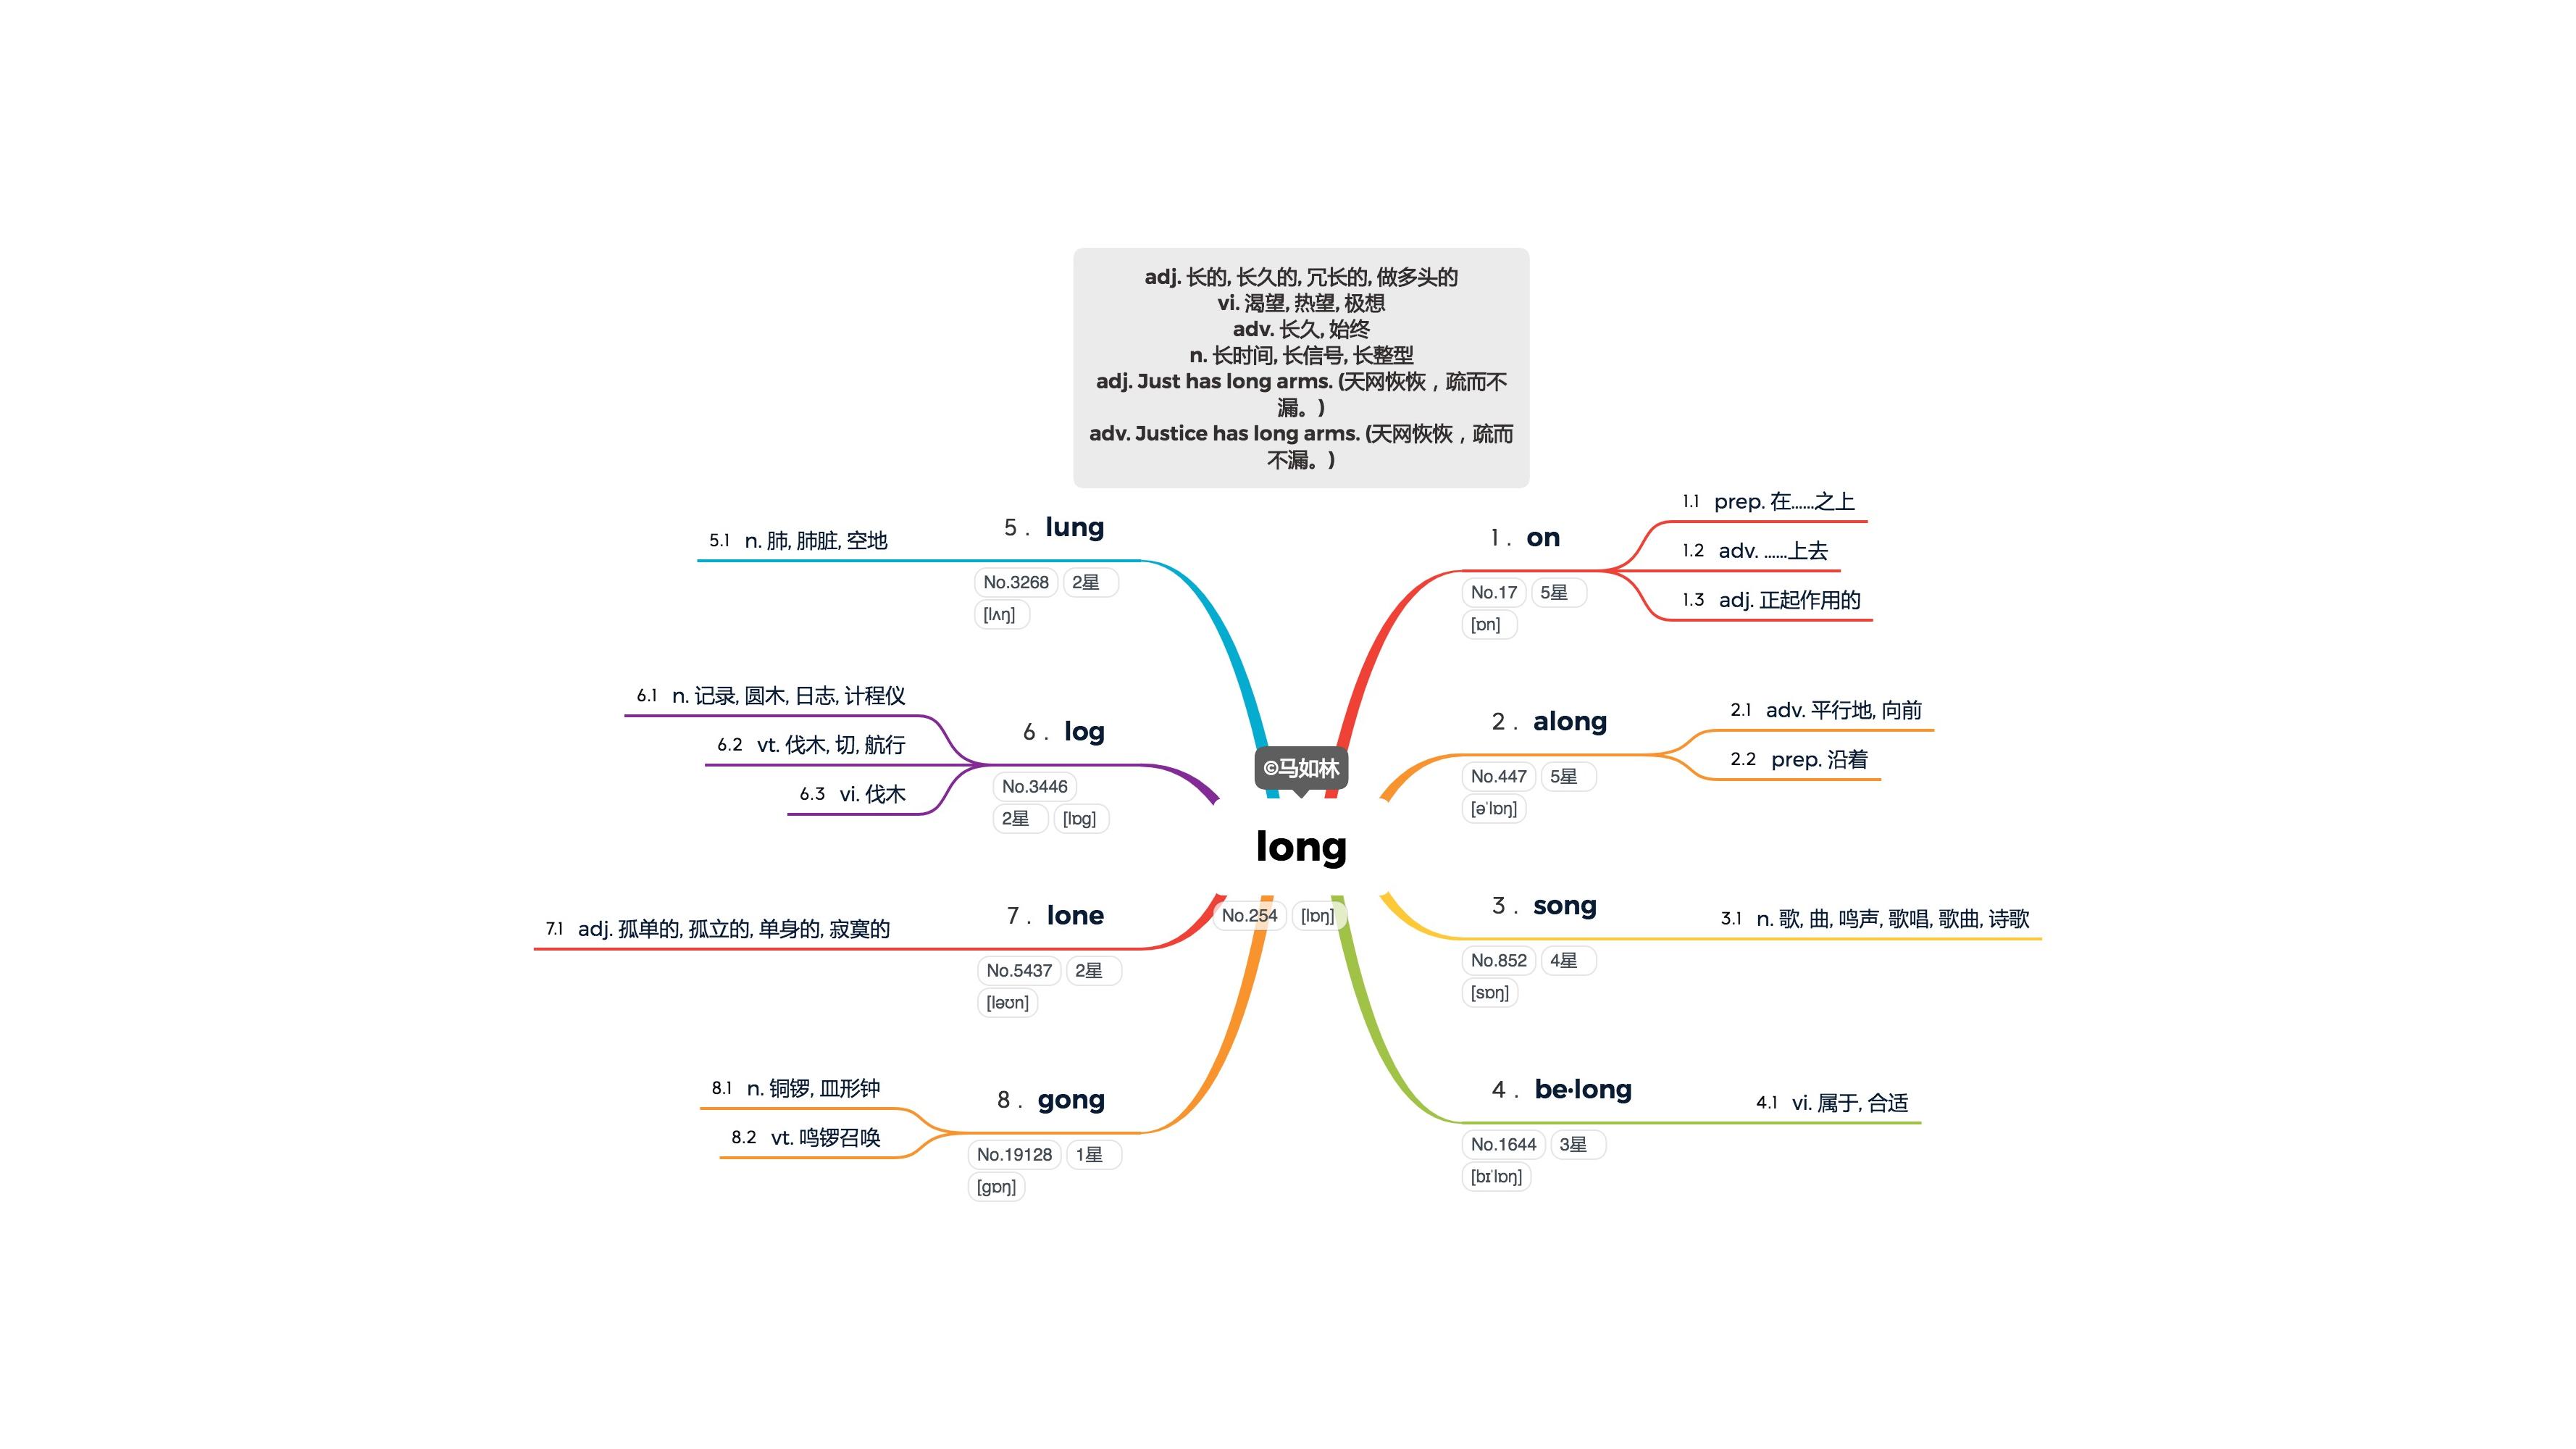 adj. 长的, 长久的, 冗长的, 做多头的
vi. 渴望, 热望, 极想
adv. 长久, 始终
n. 长时间, 长信号, 长整型
adj. Just has long arms. (天网恢恢，疏而不
漏。)
adv. Justice has long arms. (天网恢恢，疏而
不漏。)
©马如林
long
No.254 [lɒŋ]
1 . on
No.17 5星
[ɒn]
1.1 prep. 在……之上
1.2 adv. ……上去
1.3 adj. 正起作用的
2 . along
No.447 5星
[əˈlɒŋ]
2.1 adv. 平行地, 向前
2.2 prep. 沿着
3 . song
No.852 4星
[sɒŋ]
3.1 n. 歌, 曲, 鸣声, 歌唱, 歌曲, 诗歌
4 . be·long
No.1644 3星
[bɪˈlɒŋ]
4.1 vi. 属于, 合适
5 . lung
No.3268 2星
[lʌŋ]
5.1 n. 肺, 肺脏, 空地
6 . log
No.3446
2星 [lɒg]
6.1 n. 记录, 圆木, 日志, 计程仪
6.2 vt. 伐木, 切, 航行
6.3 vi. 伐木
7 . lone
No.5437 2星
[ləʊn]
7.1 adj. 孤单的, 孤立的, 单身的, 寂寞的
8 . gong
No.19128 1星
[gɒŋ]
8.1 n. 铜锣, 皿形钟
8.2 vt. 鸣锣召唤